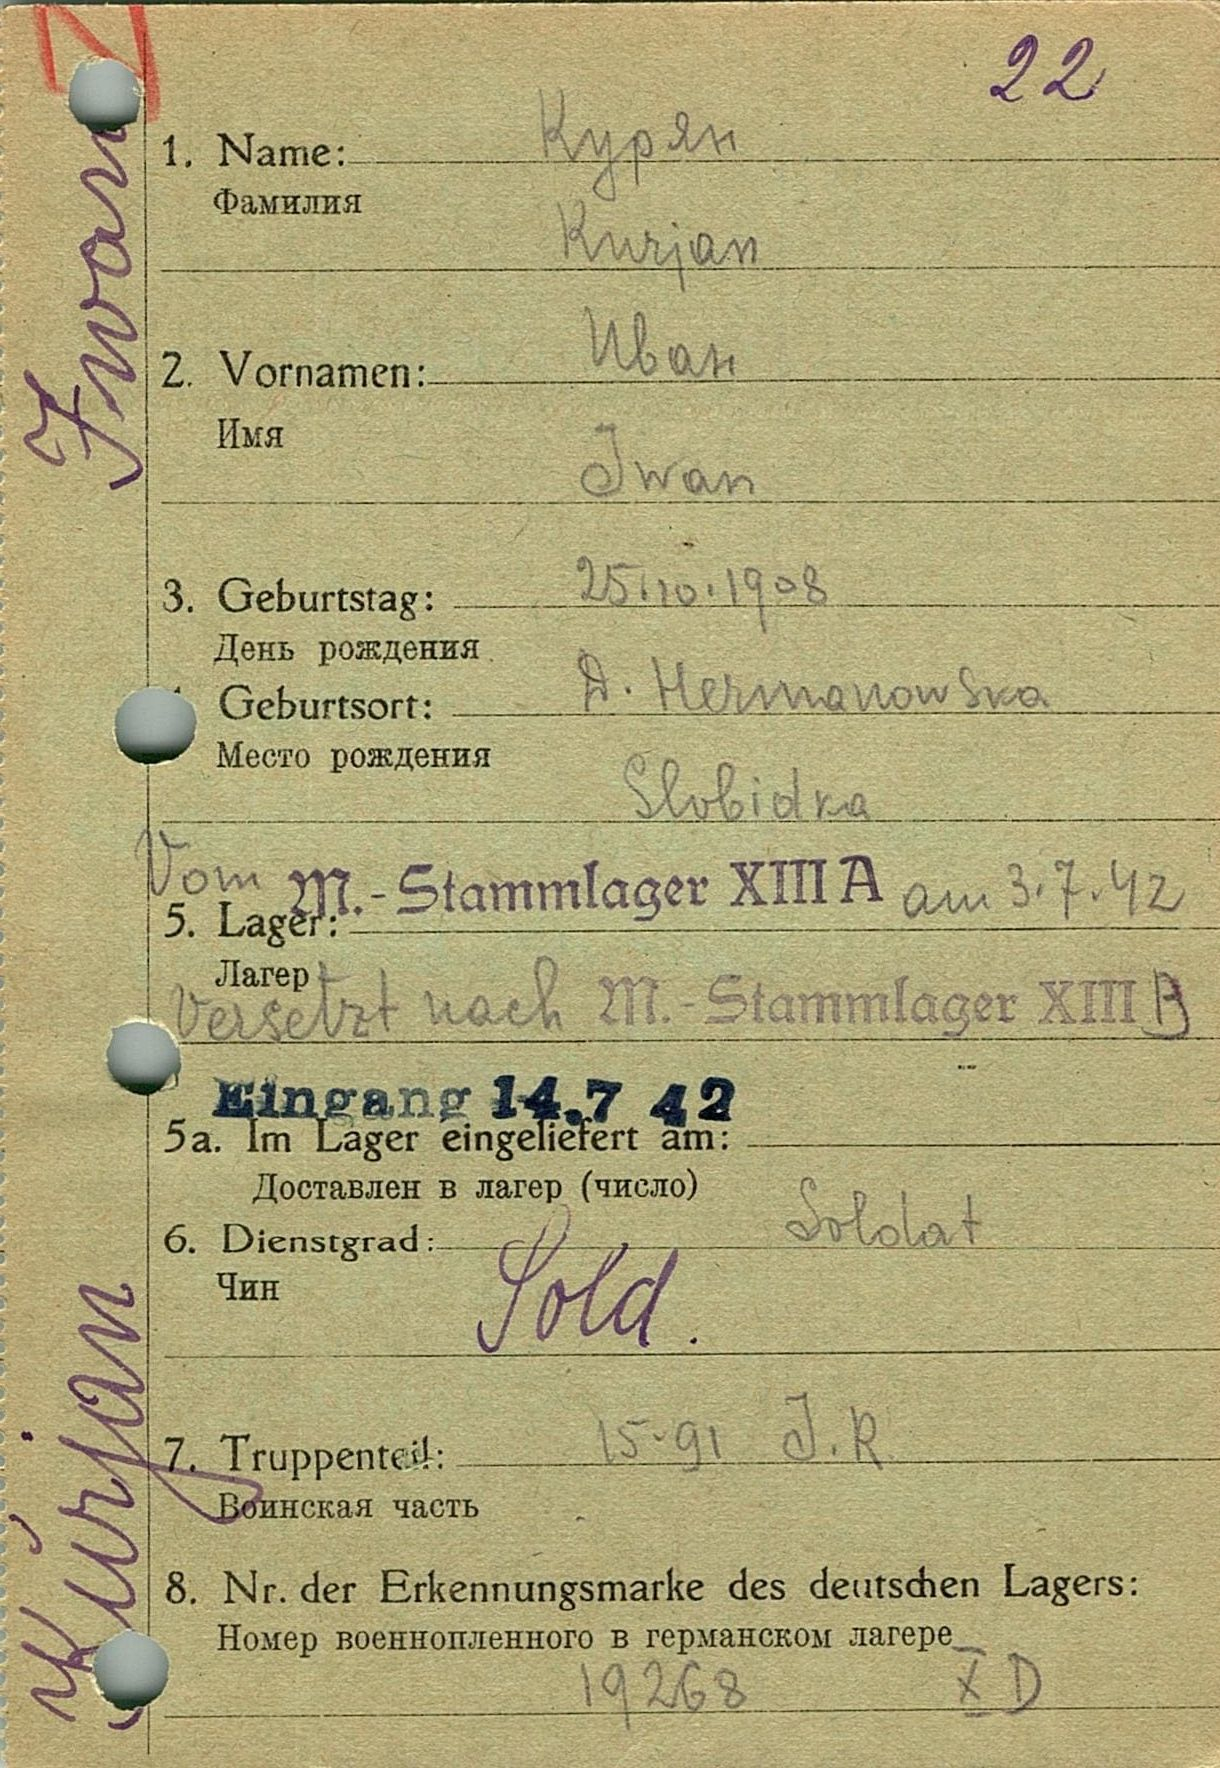 22
1. Name: Курян
Фамилия
Kurjan
2. Vornamen: Иван
Имя
Iwan
3. Geburtstag: 25.10.1908
День рождения
Geburtsort: D. Hermanowska
Место рождения
Slobidka
Vom M.-Stammlager XIII A am 3.7.42
5. Lager:
Лагер
Versetzt nach M.-Stammlager XIII B
Eingang 14.7 42
5a. Im Lager eingeliefert am:
Доставлен в лагер (число)
6. Dienstgrad: Soldat
Чин
Sold.
7. Truppenteil: 15-91 J.R.
Воинская часть
8. Nr. der Erkennungsmarke des deutschen Lagers:
Номер военнопленного в германском лагере
19268 X D
Kurjan Iwan